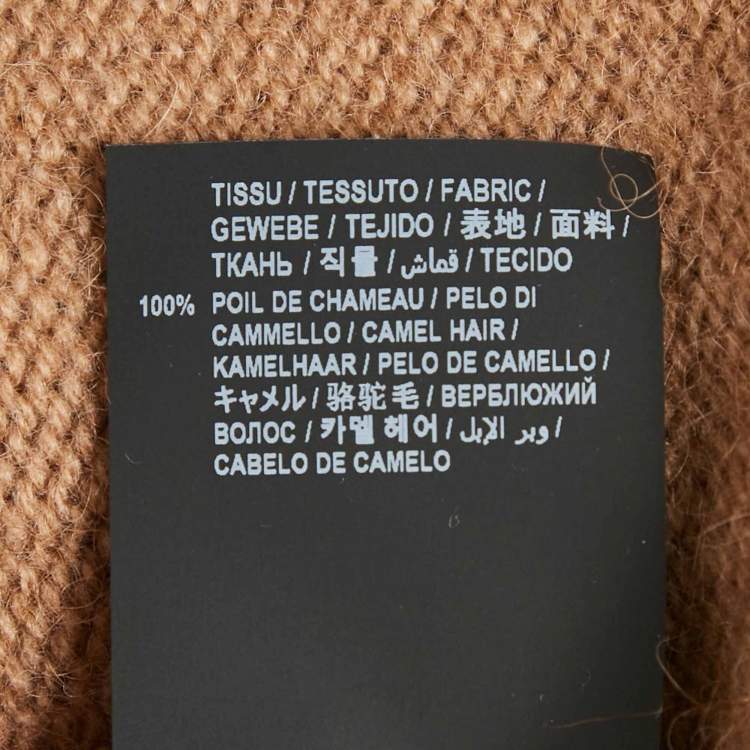 TISSU / TESSUTO / FABRIC /
GEWEBE / TEJIDO / 表地 / 面料 /
ТКАНЬ / 직물 / قماش / TECIDO
100% POIL DE CHAMEAU / PELO DI
CAMMELLO / CAMEL HAIR /
KAMELHAAR / PELO DE CAMELLO /
キャメル / 骆驼毛 / ВЕРБЛЮЖИЙ
ВОЛОС / 카멜 헤어 / وبر الإبل /
CABELO DE CAMELO